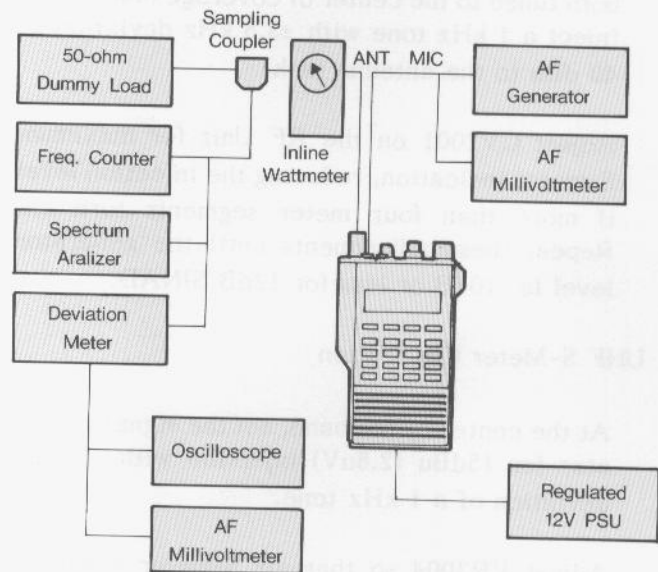 Sampling
Coupler
50-ohm
Dummy Load
ANT MIC
AF
Generator
Freq. Counter
Inline
Wattmeter
AF
Millivoltmeter
Spectrum
Aralizer
Deviation
Meter
Oscilloscope
Regulated
12V PSU
AF
Millivoltmeter